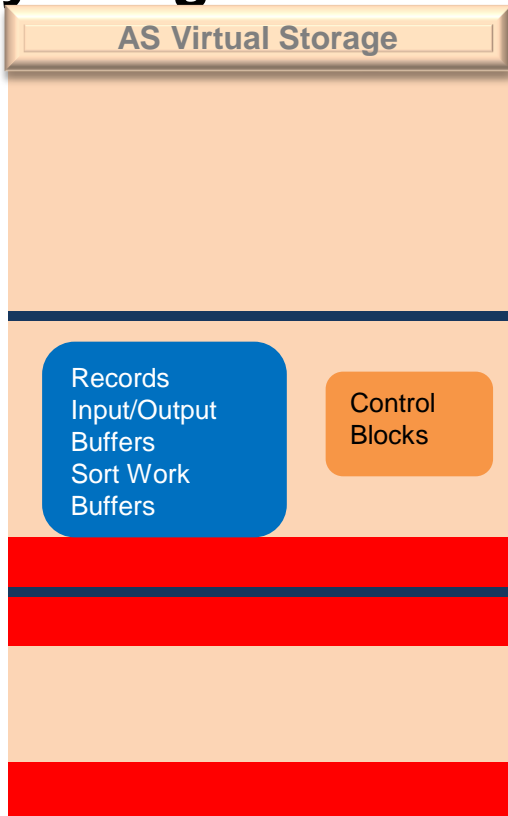 AS Virtual Storage
Records
Input/Output
Buffers
Sort Work
Buffers
Control
Blocks